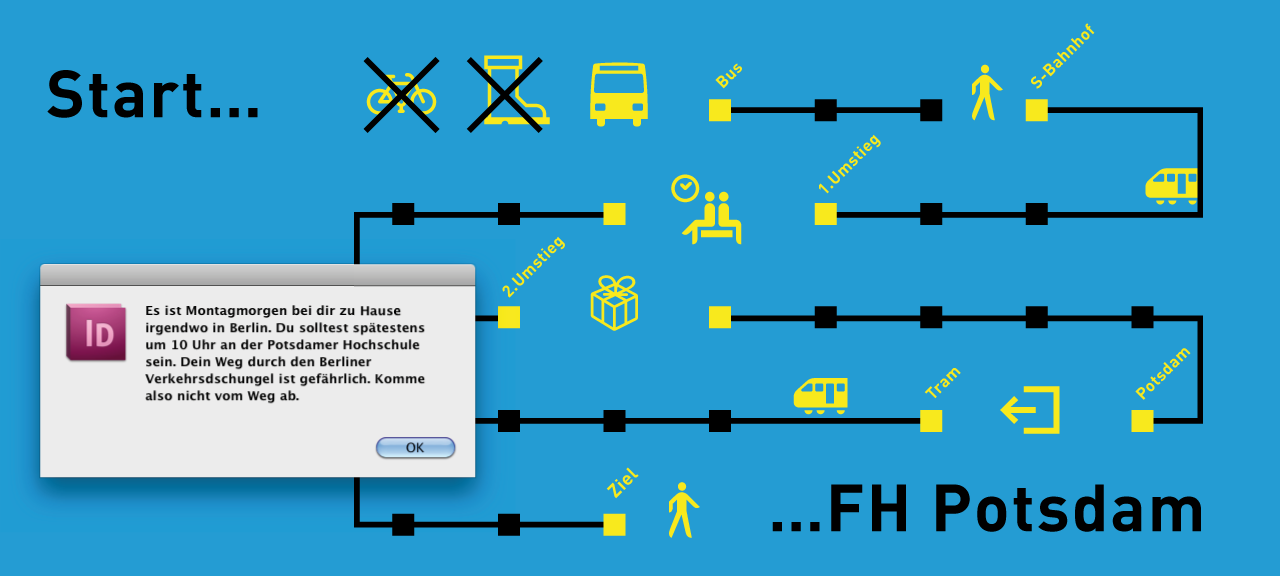 Start...
Bus
S-Bahnhof
1.Umstieg
2.Umstieg
ID
Es ist Montagmorgen bei dir zu Hause
irgendwo in Berlin. Du solltest spätestens
um 10 Uhr an der Potsdamer Hochschule
sein. Dein Weg durch den Berliner
Verkehrsdschungel ist gefährlich. Komme
also nicht vom Weg ab.
OK
Tram
Potsdam
Ziel
...FH Potsdam